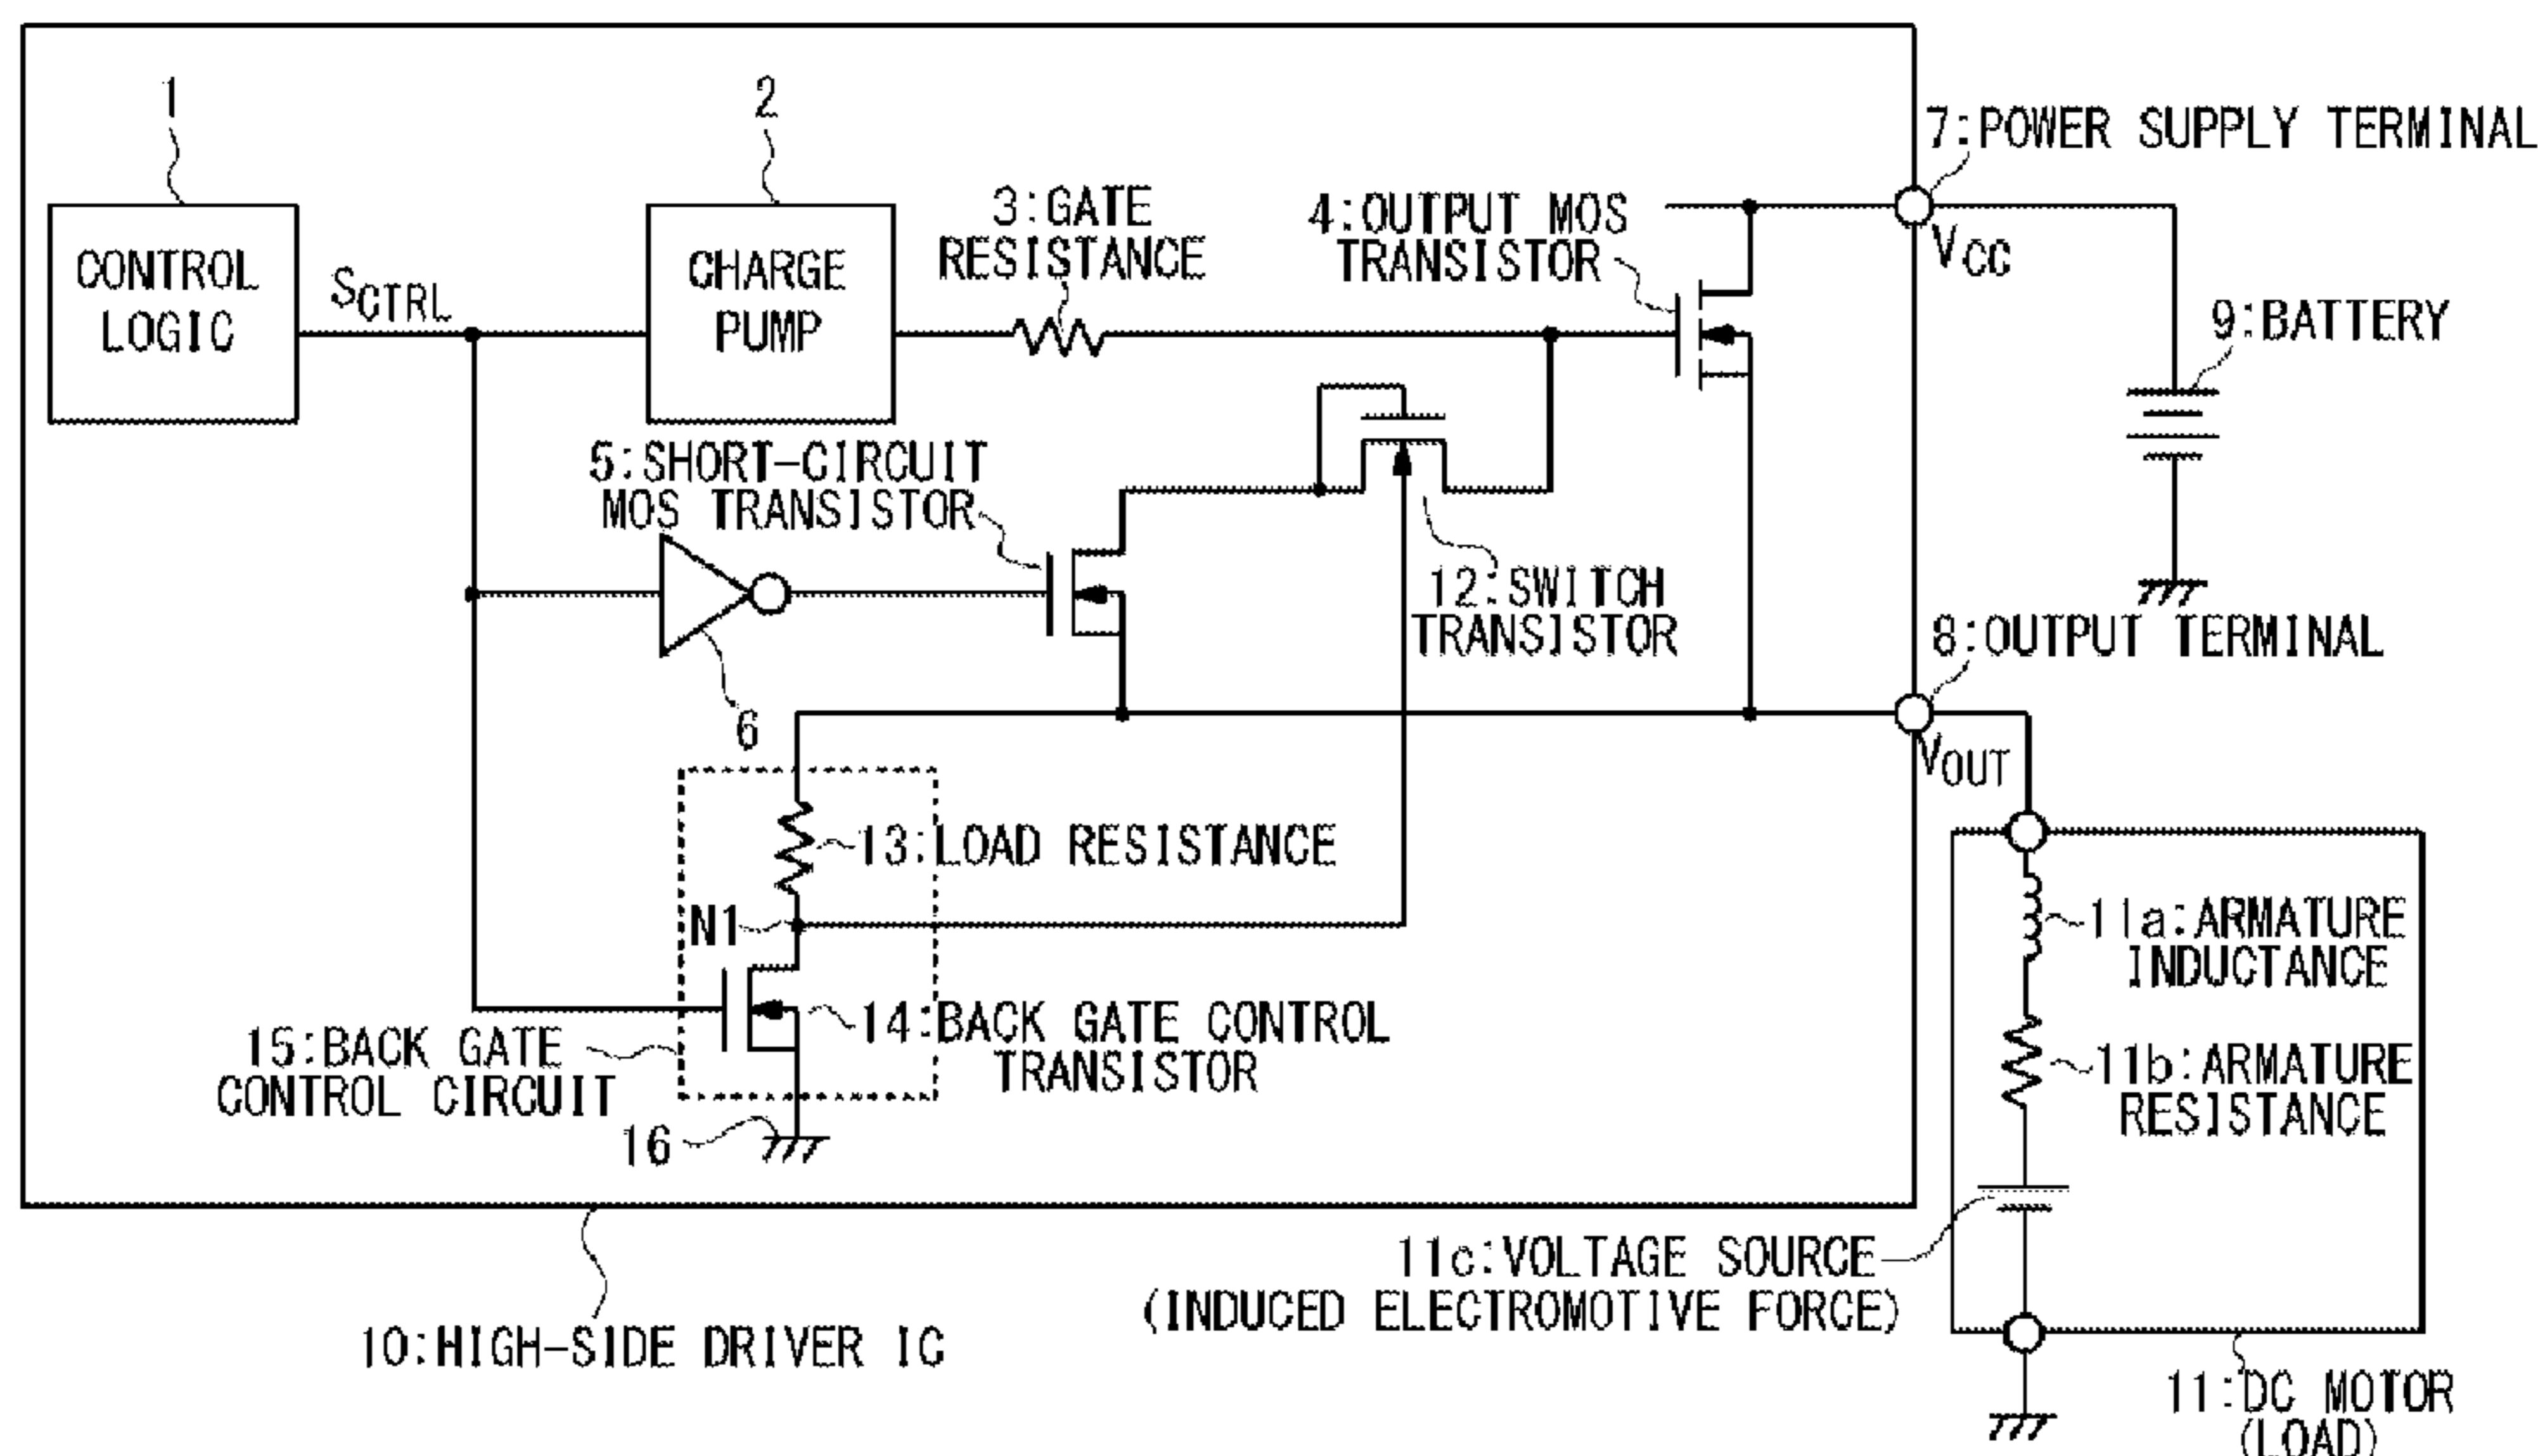 1
2
CONTROL
LOGIC
SCTRL
CHARGE
PUMP
3:GATE
RESISTANCE
4:OUTPUT MOS
TRANSISTOR
7:POWER SUPPLY TERMINAL
VCC
9:BATTERY
5:SHORT-CIRCUIT
MOS TRANSISTOR
12:SWITCH
TRANSISTOR
6
8:OUTPUT TERMINAL
VOUT
13:LOAD RESISTANCE
N1
14:BACK GATE CONTROL
TRANSISTOR
15:BACK GATE
CONTROL CIRCUIT
16
11a:ARMATURE
INDUCTANCE
11b:ARMATURE
RESISTANCE
11c:VOLTAGE SOURCE
(INDUCED ELECTROMOTIVE FORCE)
10:HIGH-SIDE DRIVER IC
11:DC MOTOR
(LOAD)